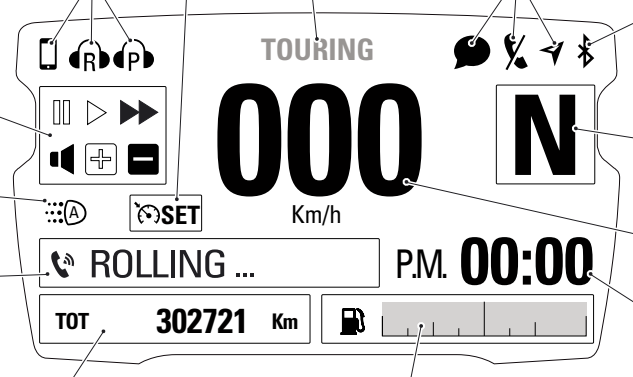 TOURING
R P
000
N
Km/h
A
SET
ROLLING ...
P.M. 00:00
TOT 302721 Km